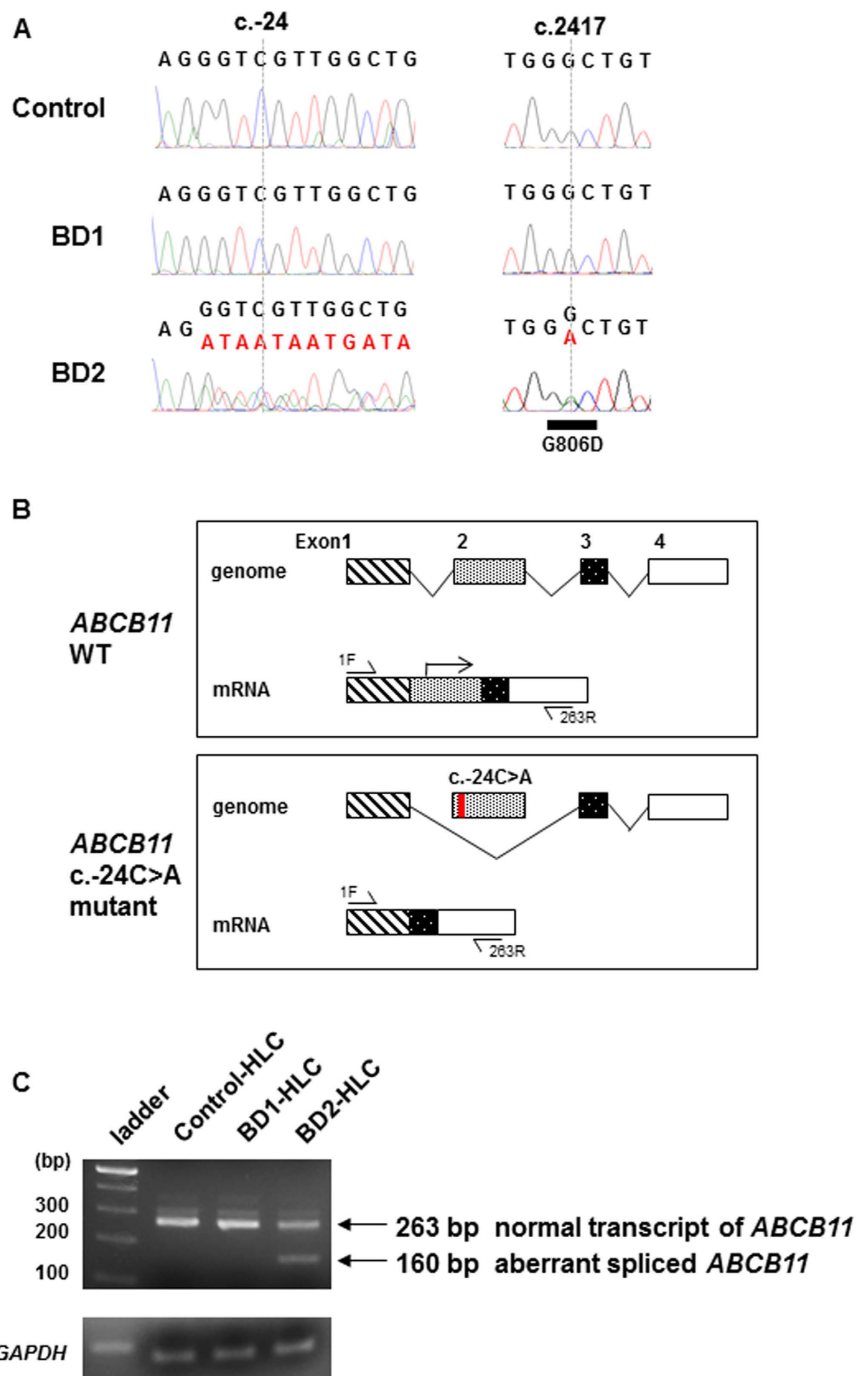 A
c.-24
c.2417
A G G G T C G T T G G C T G
T G G G C T G T
Control
A G G G T C G T T G G C T G
T G G G C T G T
BD1
G G T C G T T G G C T G
A G
A T A A T A A T G A T A
G
T G G C T G T
A
BD2
G806D
B
Exon1 2 3 4
genome
ABCB11
WT
1F
mRNA
263R
c.-24C>A
genome
ABCB11
c.-24C>A
mutant
1F
mRNA
263R
C
ladder
Control-HLC
BD1-HLC
BD2-HLC
(bp)
300
200
100
263 bp normal transcript of ABCB11
160 bp aberrant spliced ABCB11
GAPDH